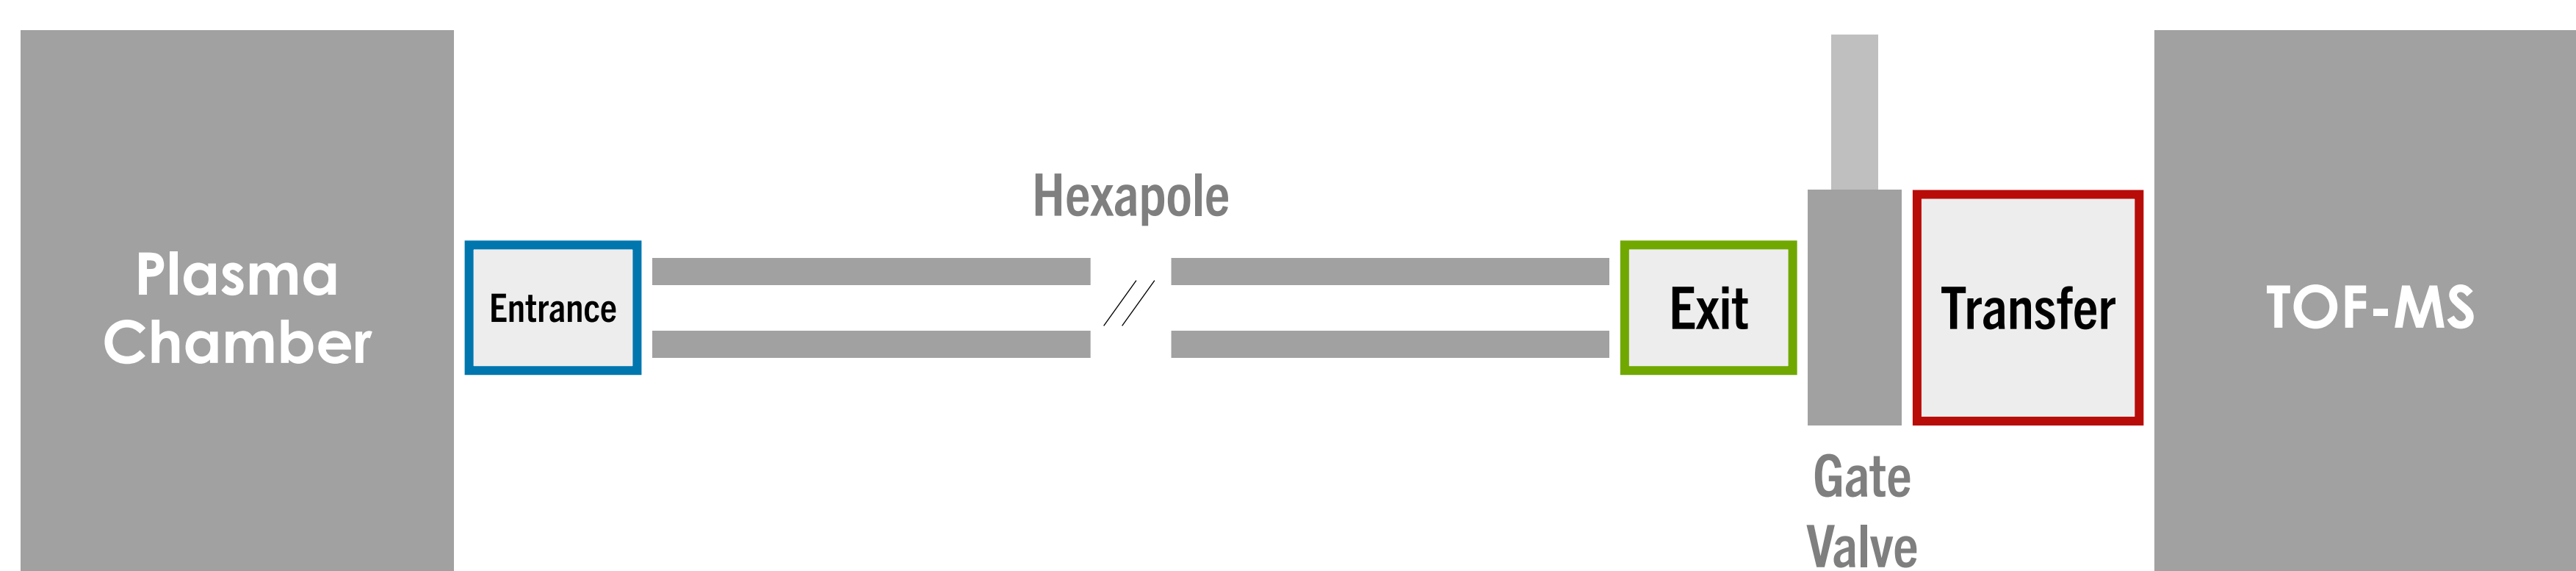 Plasma
Chamber
Entrance
Hexapole
Exit
Gate
Valve
Transfer
TOF-MS